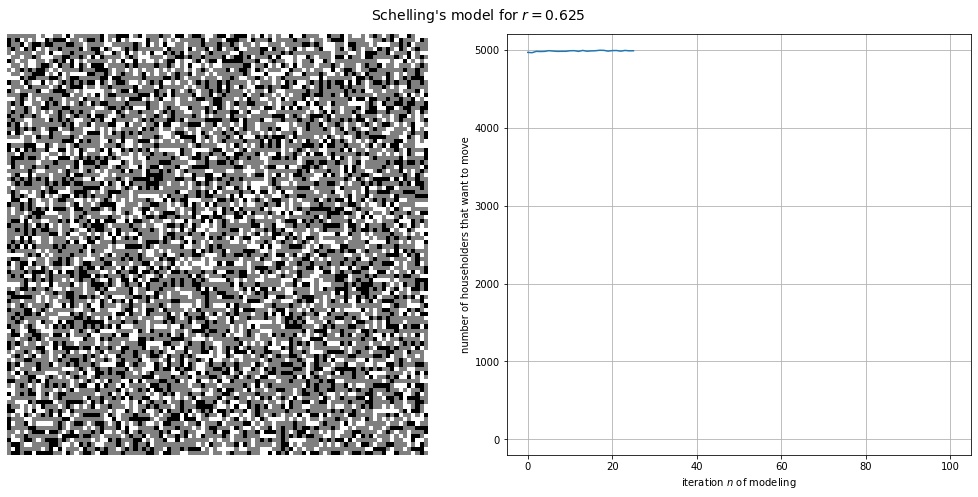 Schelling's model for r = 0.625
number of householders that want to move
5000
4000
3000
2000
1000
0
0 20 40 60 80 100
iteration n of modeling